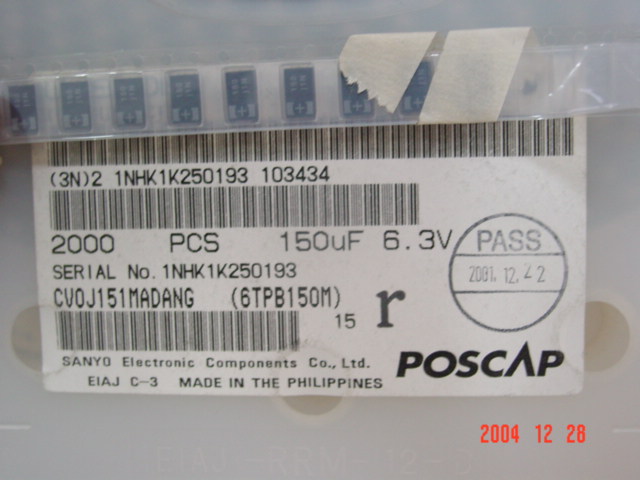 (3N)2 1NHK1K250193 103434
2000 PCS 150uF 6.3V
PASS
SERIAL No. 1NHK1K250193
2001. 12. 22
CV0J151MADANG (6TPB150M)
15 r
SANYO Electronic Components Co., Ltd.
POSCAP
EIAJ C-3 MADE IN THE PHILIPPINES
2004 12 28